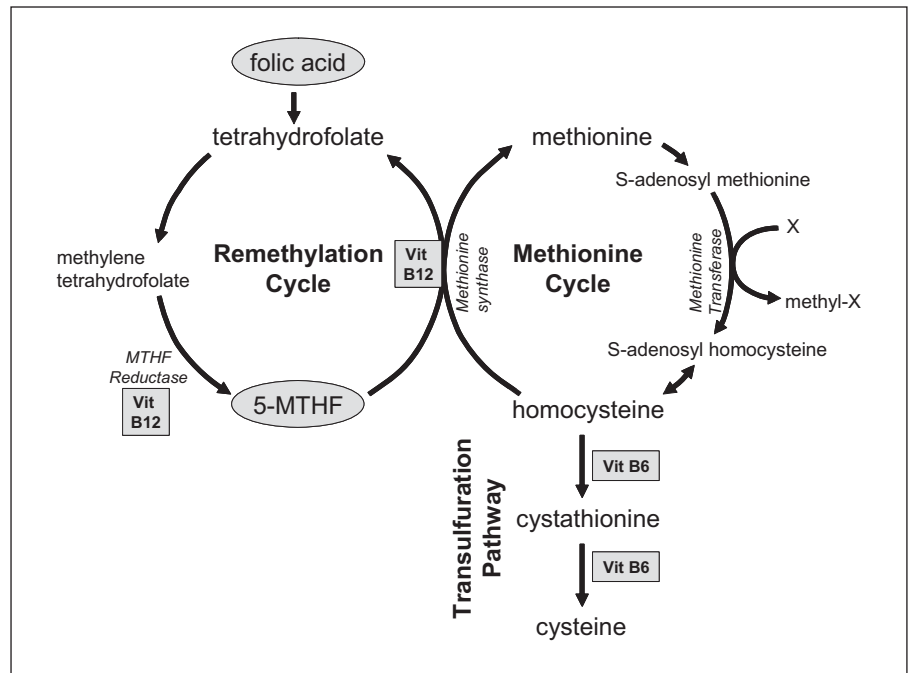 folic acid
tetrahydrofolate
methionine
S-adenosyl methionine
X
methylene
tetrahydrofolate
Remethylation
Cycle
Vit
B12
Methionine
synthase
Methionine
Cycle
Methionine
Transferase
methyl-X
MTHF
Reductase
Vit
B12
5-MTHF
S-adenosyl homocysteine
homocysteine
Transulfuration
Pathway
Vit B6
cystathionine
Vit B6
cysteine